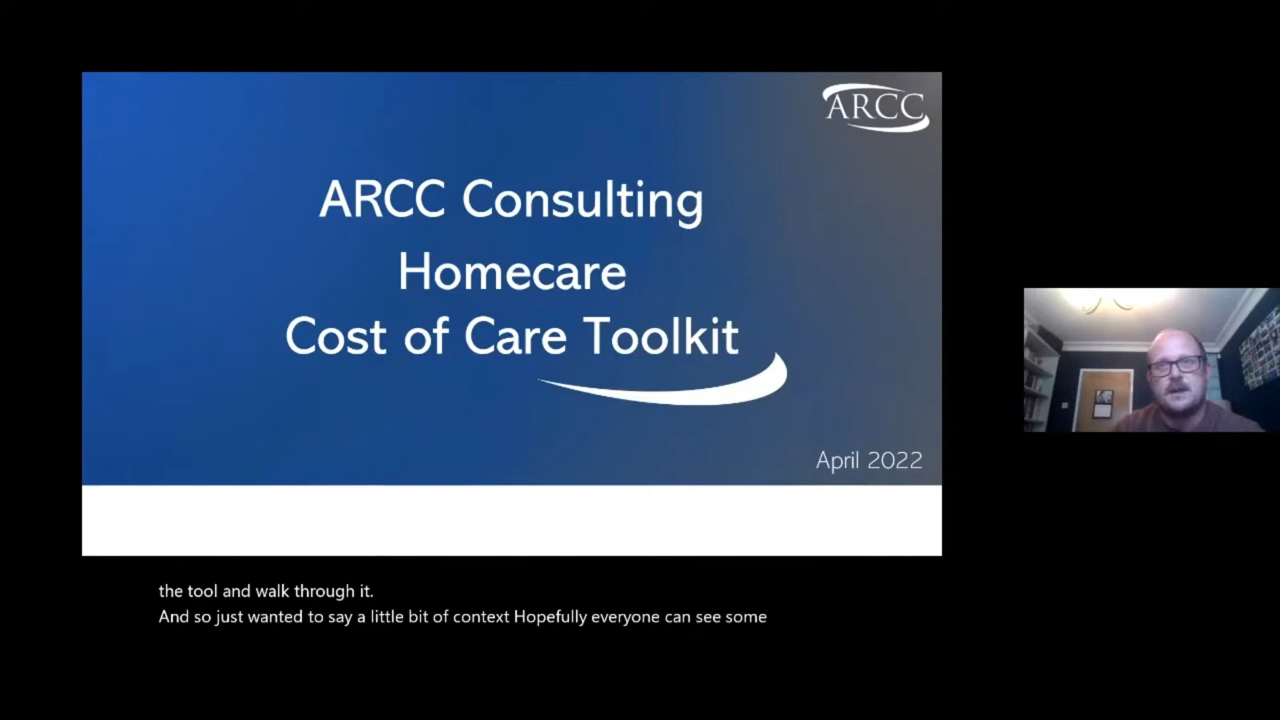 ARCC
ARCC Consulting
Homecare
Cost of Care Toolkit
April 2022
the tool and walk through it.
And so just wanted to say a little bit of context Hopefully everyone can see some